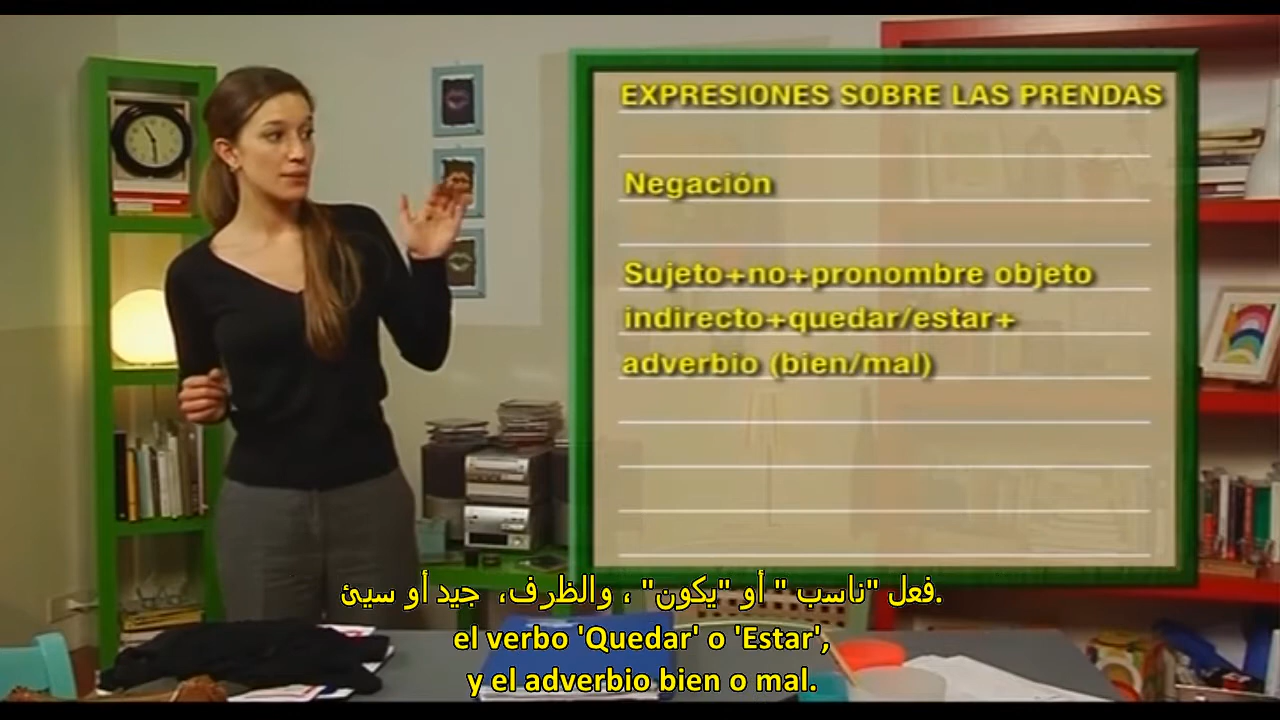 EXPRESIONES SOBRE LAS PRENDAS
Negación
Sujeto+no+pronombre objeto
indirecto+quedar/estar+
adverbio (bien/mal)
فعل "ناسب" أو "يكون" ، والظرف، جيد أو سيئ.
el verbo 'Quedar' o 'Estar',
y el adverbio bien o mal.